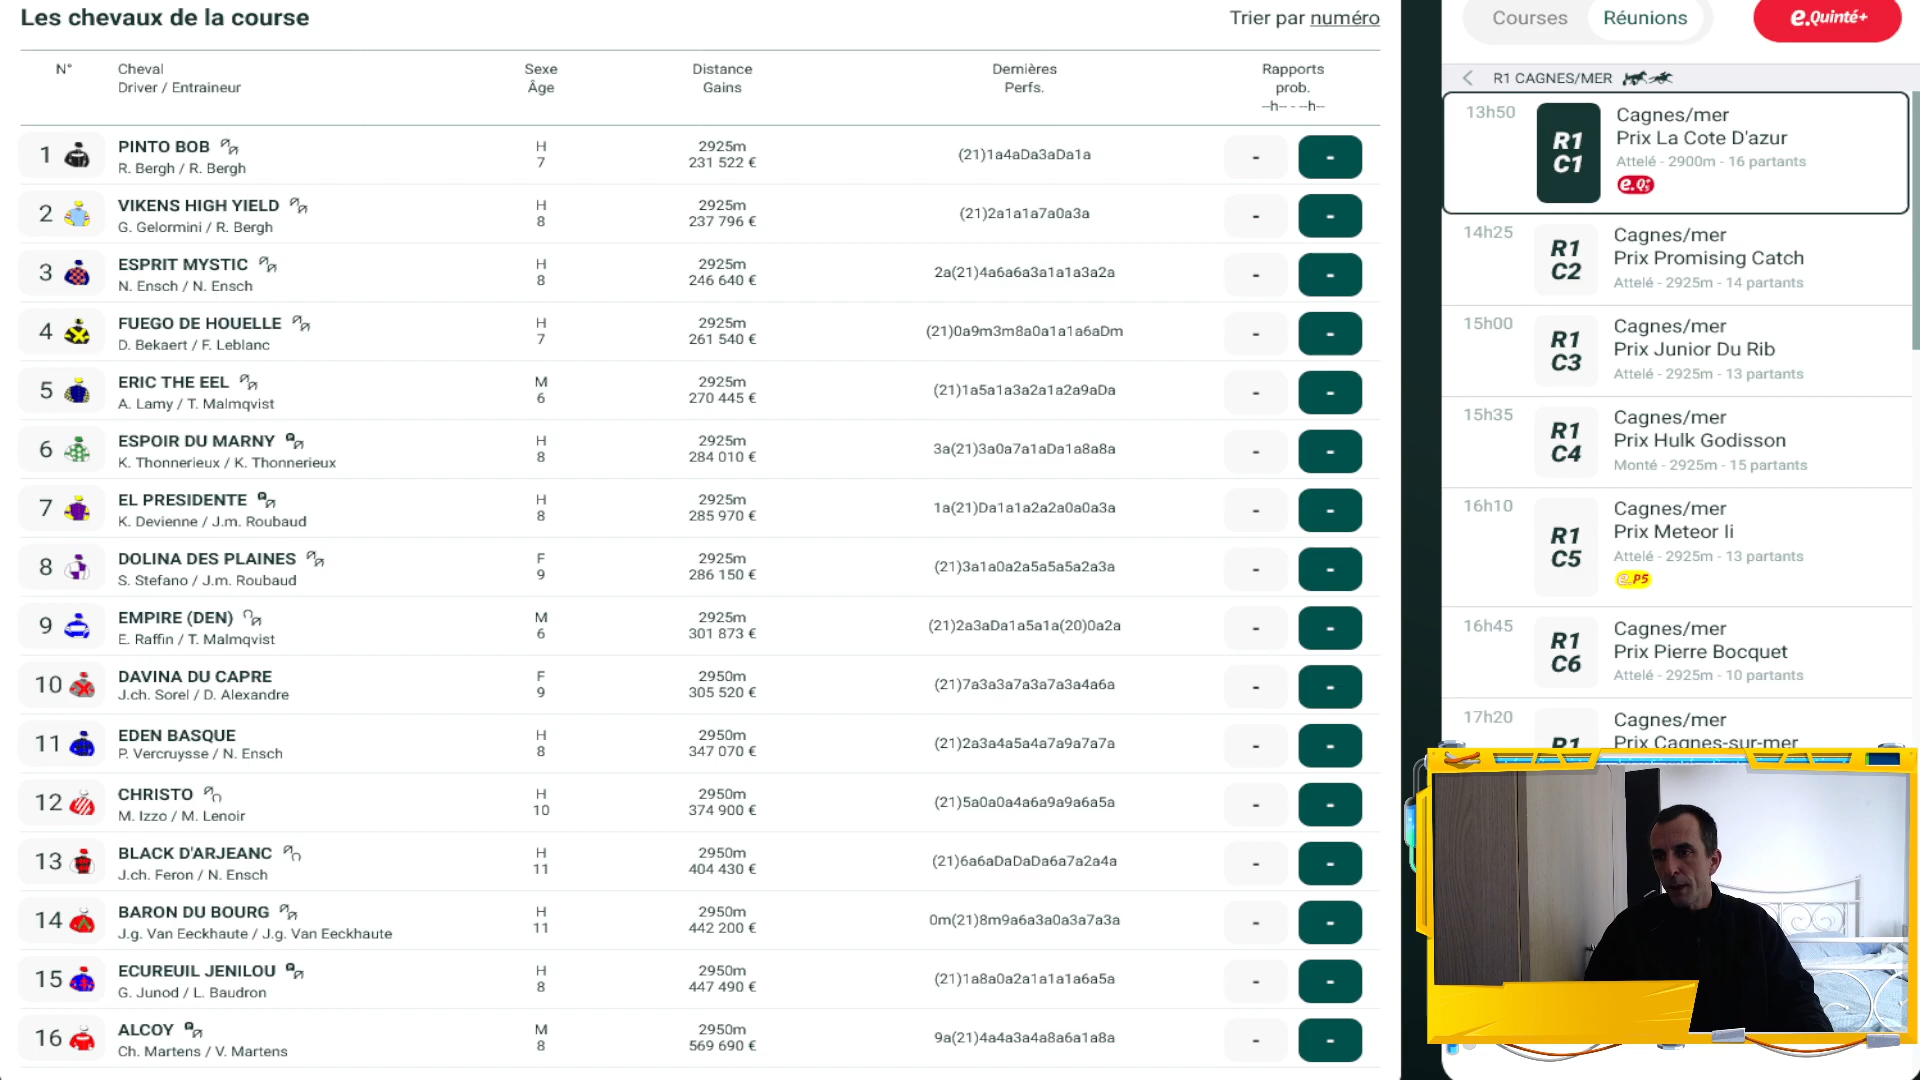 Les chevaux de la course
Trier par numéro
N°
Cheval
Driver / Entraineur
Sexe
Âge
Distance
Gains
Dernières
Perfs.
Rapports
prob.
--h-- - --h--
1
PINTO BOB
R. Bergh / R. Bergh
H
7
2925m
231 522 €
(21)1a4aDa3aDa1a
-
-
2
VIKENS HIGH YIELD
G. Gelormini / R. Bergh
H
8
2925m
237 796 €
(21)2a1a1a7a0a3a
-
-
3
ESPRIT MYSTIC
N. Ensch / N. Ensch
H
8
2925m
246 640 €
2a(21)4a6a6a3a1a1a3a2a
-
-
4
FUEGO DE HOUELLE
D. Bekaert / F. Leblanc
H
7
2925m
261 540 €
(21)0a9m3m8a0a1a1a6aDm
-
-
5
ERIC THE EEL
A. Lamy / T. Malmqvist
M
6
2925m
270 445 €
(21)1a5a1a3a2a1a2a9aDa
-
-
6
ESPOIR DU MARNY
K. Thonnerieux / K. Thonnerieux
H
8
2925m
284 010 €
3a(21)3a0a7a1aDa1a8a8a
-
-
7
EL PRESIDENTE
K. Devienne / J.m. Roubaud
H
8
2925m
285 970 €
1a(21)Da1a1a2a2a0a0a3a
-
-
8
DOLINA DES PLAINES
S. Stefano / J.m. Roubaud
F
9
2925m
286 150 €
(21)3a1a0a2a5a5a5a2a3a
-
-
9
EMPIRE (DEN)
E. Raffin / T. Malmqvist
M
6
2925m
301 873 €
(21)2a3aDa1a5a1a(20)0a2a
-
-
10
DAVINA DU CAPRE
J.ch. Sorel / D. Alexandre
F
9
2950m
305 520 €
(21)7a3a3a7a3a7a3a4a6a
-
-
11
EDEN BASQUE
P. Vercruysse / N. Ensch
H
8
2950m
347 070 €
(21)2a3a4a5a4a7a9a7a7a
-
-
12
CHRISTO
M. Izzo / M. Lenoir
H
10
2950m
374 900 €
(21)5a0a0a4a6a9a9a6a5a
-
-
13
BLACK D'ARJEANC
J.ch. Feron / N. Ensch
H
11
2950m
404 430 €
(21)6a6aDaDaDa6a7a2a4a
-
-
14
BARON DU BOURG
J.g. Van Eeckhaute / J.g. Van Eeckhaute
H
11
2950m
442 200 €
0m(21)8m9a6a3a0a3a7a3a
-
-
15
ECUREUIL JENILOU
G. Junod / L. Baudron
H
8
2950m
447 490 €
(21)1a8a0a2a1a1a1a6a5a
-
-
16
ALCOY
Ch. Martens / V. Martens
M
8
2950m
569 690 €
9a(21)4a4a3a4a8a6a1a8a
-
-
Courses
Réunions
e.Quinté+
R1 CAGNES/MER
13h50
R1
C1
Cagnes/mer
Prix La Cote D'azur
Attelé - 2900m - 16 partants
e.Q+
14h25
R1
C2
Cagnes/mer
Prix Promising Catch
Attelé - 2925m - 14 partants
15h00
R1
C3
Cagnes/mer
Prix Junior Du Rib
Attelé - 2925m - 13 partants
15h35
R1
C4
Cagnes/mer
Prix Hulk Godisson
Monté - 2925m - 15 partants
16h10
R1
C5
Cagnes/mer
Prix Meteor Ii
Attelé - 2925m - 13 partants
e.P5
16h45
R1
C6
Cagnes/mer
Prix Pierre Bocquet
Attelé - 2925m - 10 partants
17h20
R1
Cagnes/mer
Prix Cagnes-sur-mer